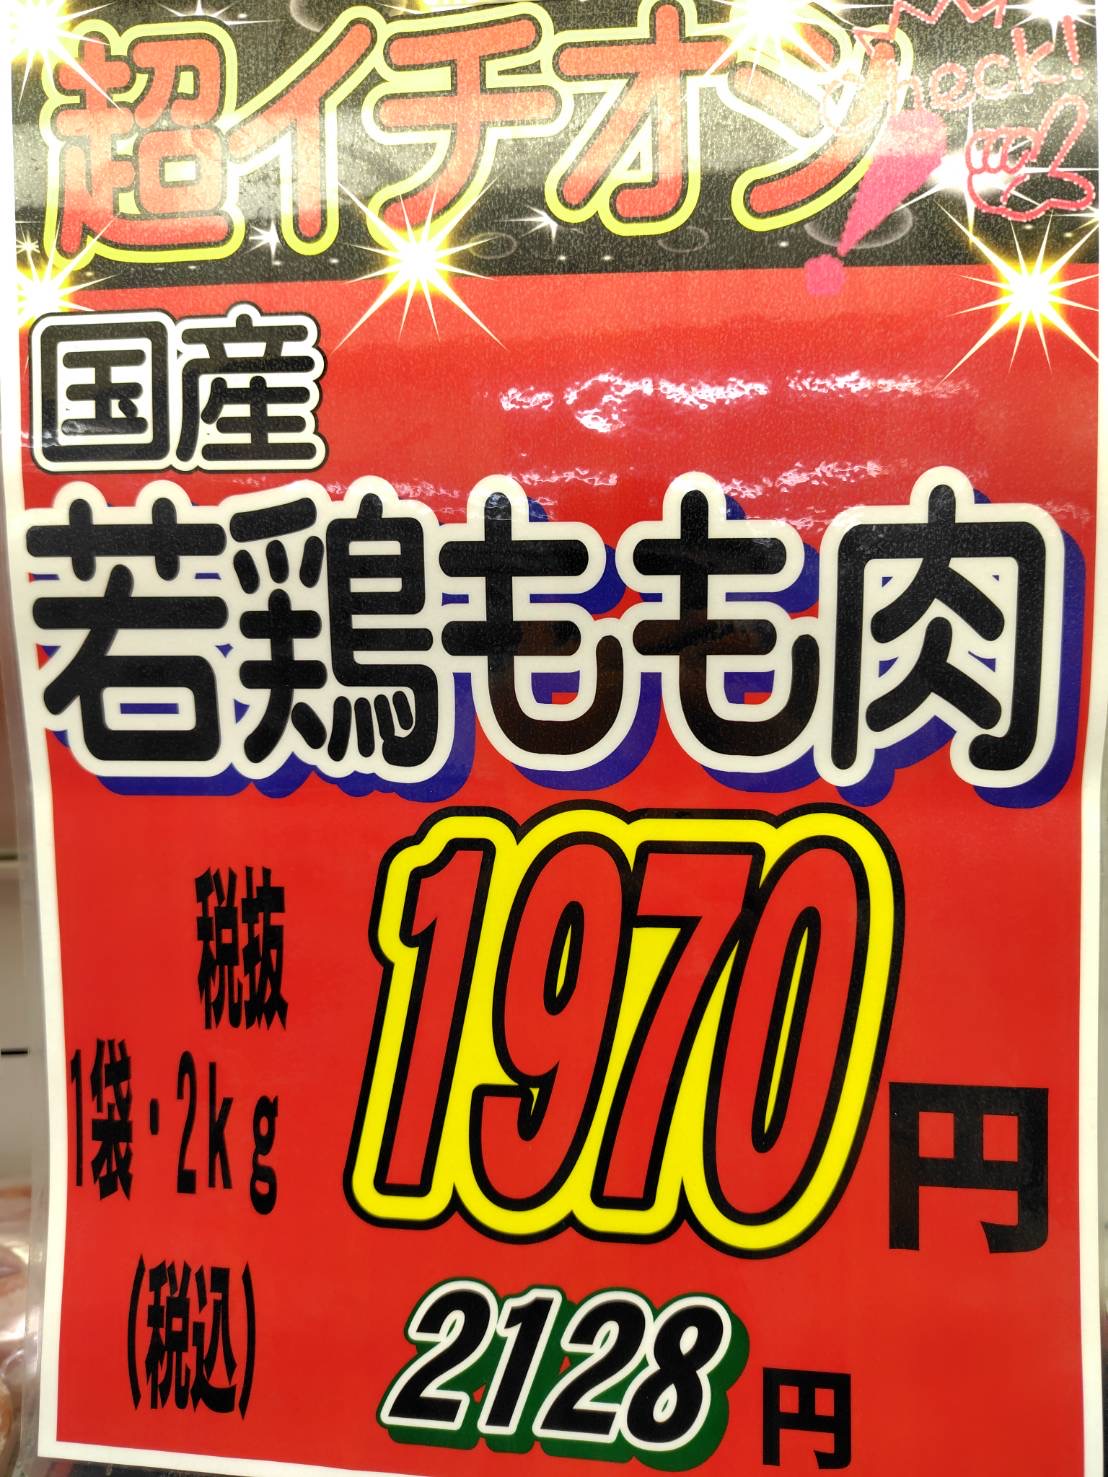 超イチオシ!
Check!
国産
若鶏もも肉
税抜
1袋・2kg
1970円
(税込)
2128円